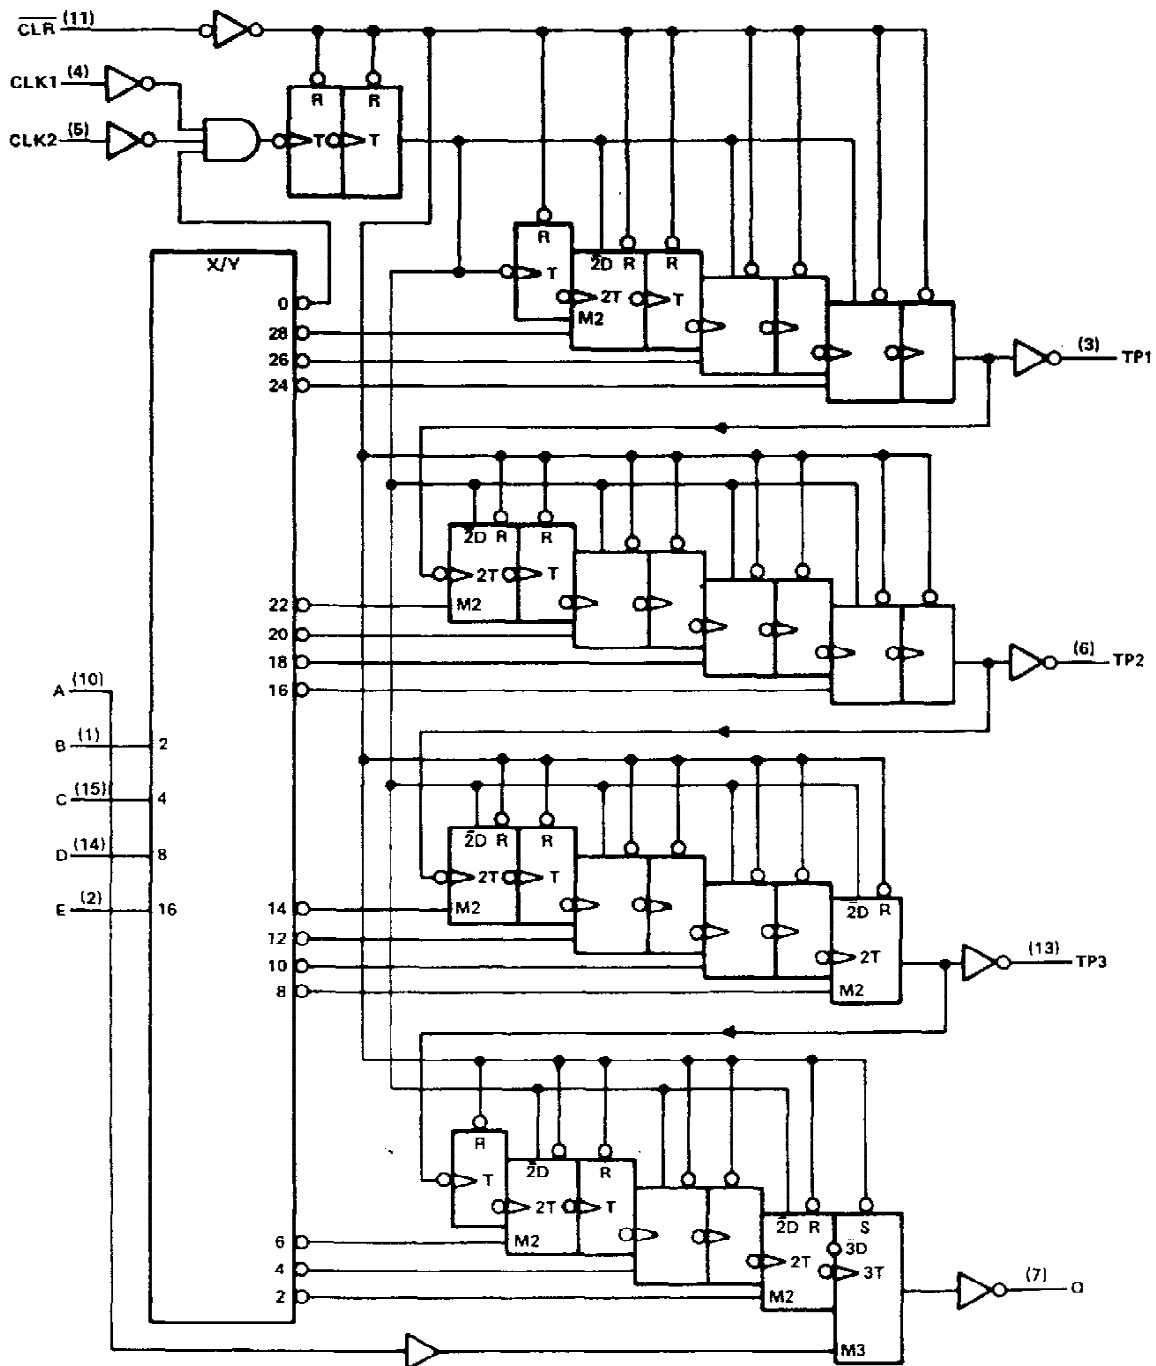 CLR (11)
CLK1 (4)
CLK2 (5)
R R
T T
X/Y
0
28
26
24
R
T
2D R R
2T T
M2
(3) TP1
2D R R
2T T
M2
22
20
18
16
(6) TP2
A (10)
B (1) 2
C (15) 4
D (14) 8
E (2) 16
2D R R
2T T
M2
14
12
10
8
2D R
2T
M2
(13) TP3
R
T
2D R
2T T
M2
6
4
2
2D R S
3D
2T 3T
M2
M3
(7) Q